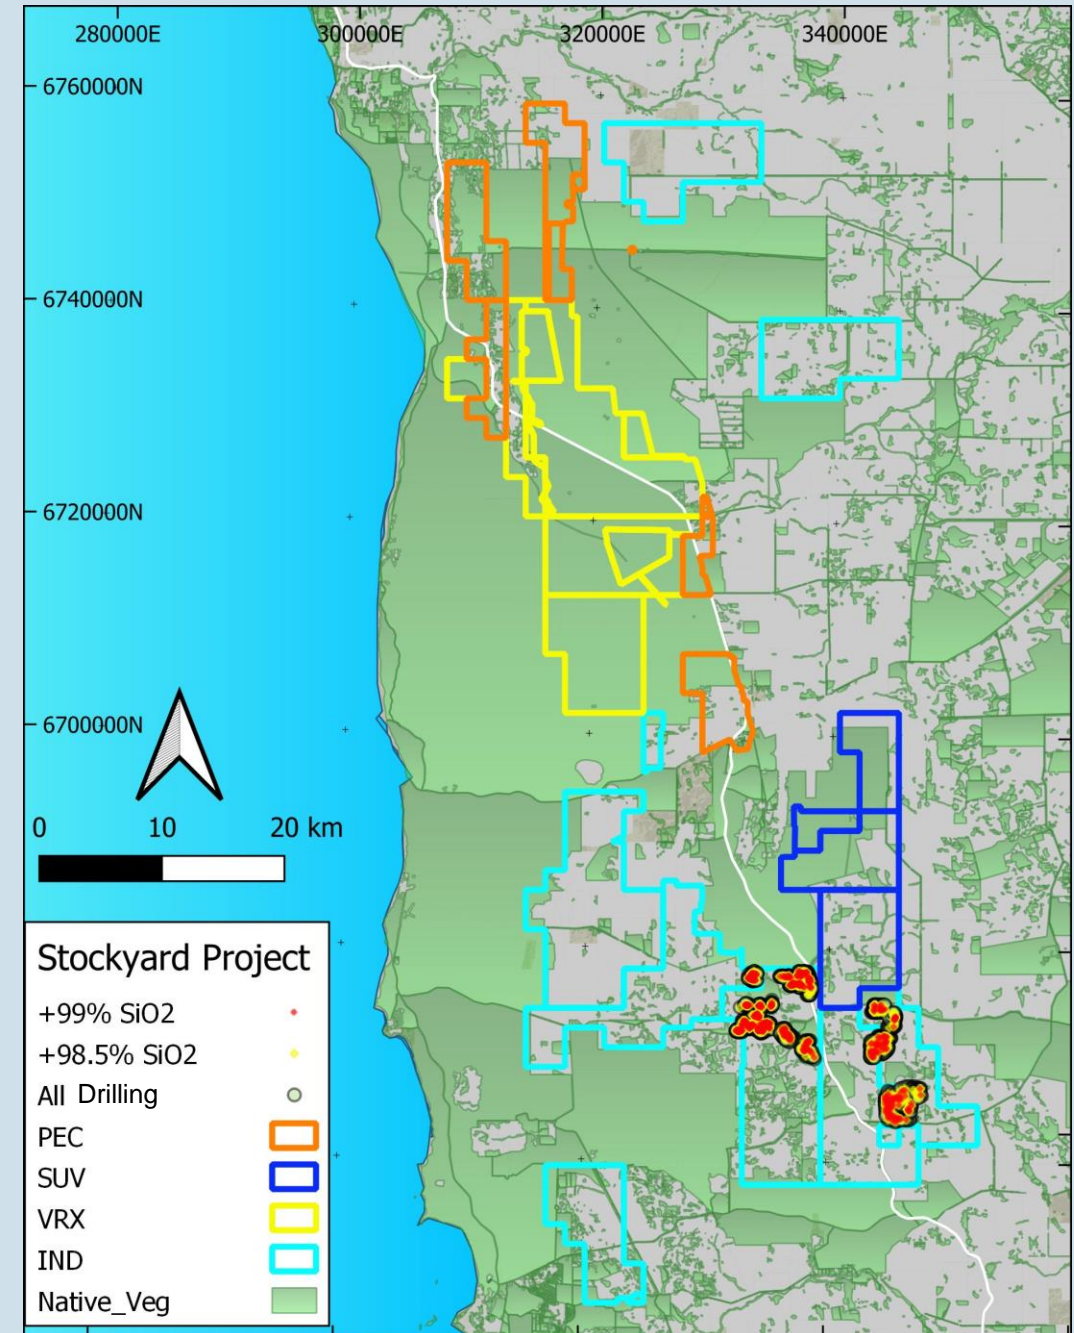 280000E 300000E 320000E 340000E
6760000N
6740000N
6720000N
6700000N
0 10 20 km
Stockyard Project
+99% SiO2
+98.5% SiO2
All Drilling
PEC
SUV
VRX
IND
Native_Veg